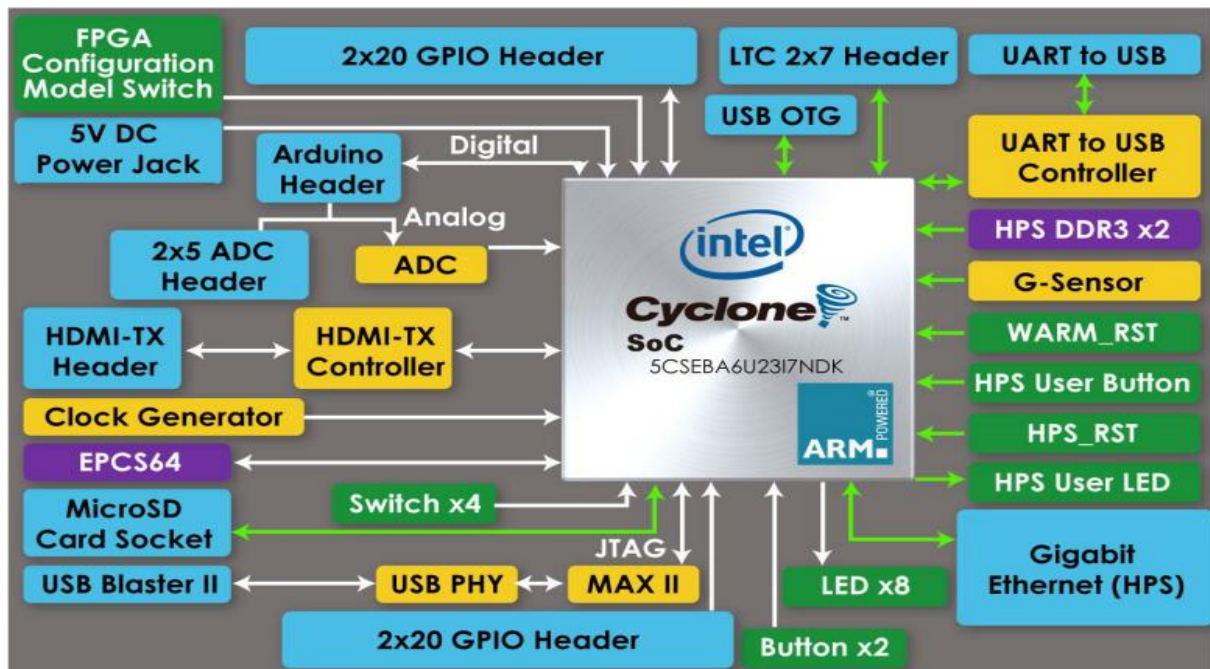 FPGA
Configuration
Model Switch
2x20 GPIO Header
LTC 2x7 Header
UART to USB
5V DC
Power Jack
Arduino
Header
Digital
USB OTG
UART to USB
Controller
Analog
2x5 ADC
Header
ADC
HPS DDR3 x2
G-Sensor
HDMI-TX
Header
HDMI-TX
Controller
intel®
Cyclone™
SoC
5CSEBA6U23I7NDK
ARM® POWERED
WARM_RST
HPS User Button
HPS_RST
HPS User LED
Clock Generator
EPCS64
MicroSD
Card Socket
Switch x4
JTAG
USB Blaster II
USB PHY
MAX II
LED x8
Gigabit
Ethernet (HPS)
2x20 GPIO Header
Button x2